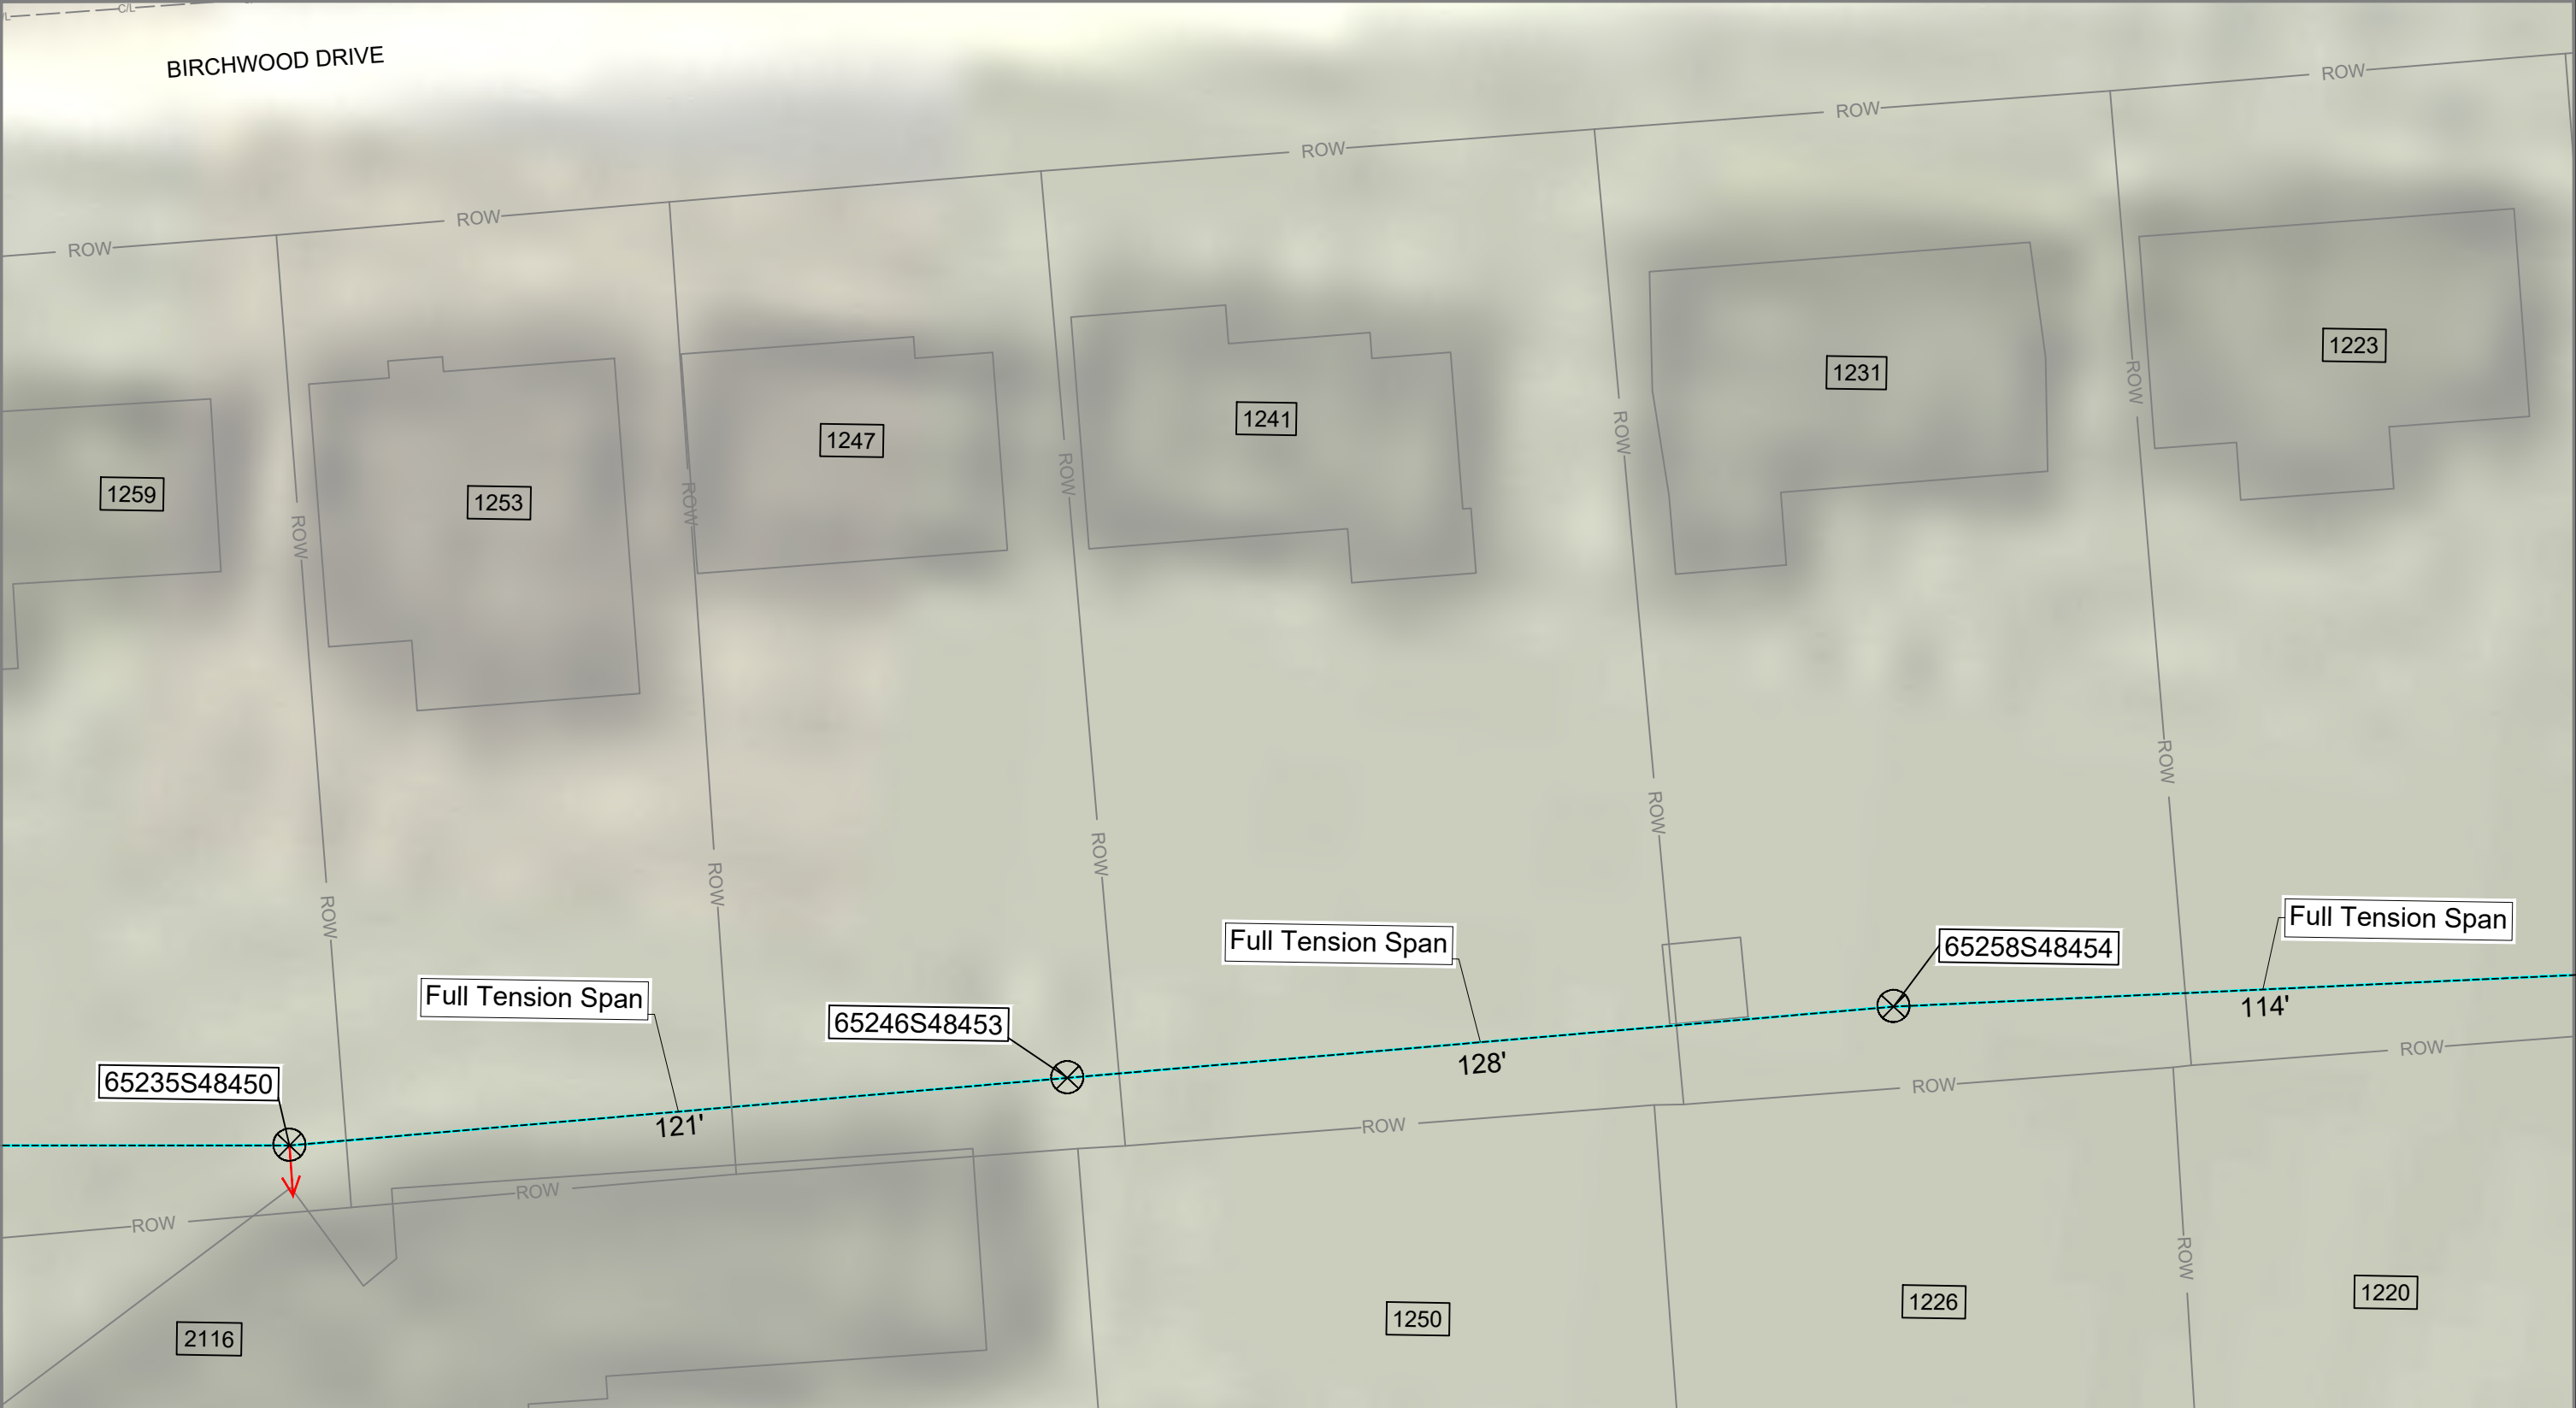 C/L
BIRCHWOOD DRIVE
ROW
ROW
ROW
ROW
ROW
1223
1231
ROW
1241
ROW
1247
ROW
1259
1253
ROW
ROW
ROW
ROW
ROW
ROW
ROW
ROW
Full Tension Span
Full Tension Span
65258S48454
Full Tension Span
114'
65246S48453
128'
ROW
65235S48450
121'
ROW
ROW
ROW
ROW
ROW
1220
1226
1250
2116